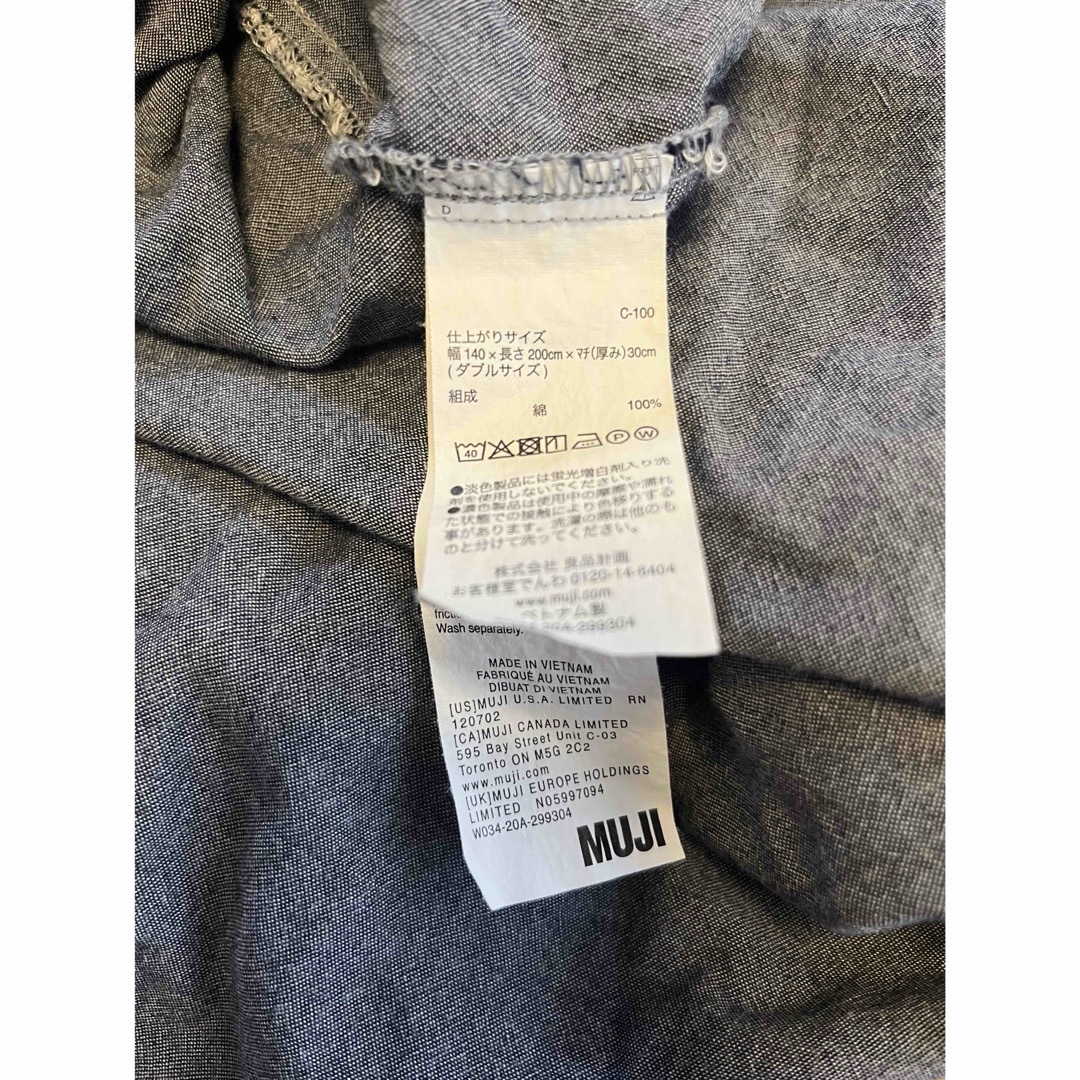 D
C-100
仕上がりサイズ
幅 140 × 長さ 200cm × マチ(厚み)30cm
(ダブルサイズ)
組成
綿 100%
40 P W
●淡色製品には蛍光増白剤入り洗
剤を使用しないでください。
●濃色製品は使用中の摩擦や濡れ
た状態での接触により色移りする
事があります。洗濯の際は他のも
のと分けて洗ってください。
株式会社 良品計画
お客様室でんわ 0120-14-6404
www.muji.com
ベトナム製
20A-299304
Wash separately.
MADE IN VIETNAM
FABRIQUÉ AU VIETNAM
DIBUAT DI VIETNAM
[US]MUJI U.S.A. LIMITED RN
120702
[CA]MUJI CANADA LIMITED
595 Bay Street Unit C-03
Toronto ON M5G 2C2
www.muji.com
[UK]MUJI EUROPE HOLDINGS
LIMITED N05997094
W034-20A-299304
MUJI